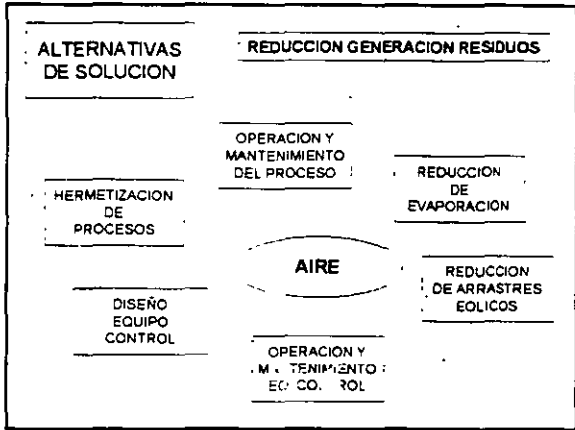 ALTERNATIVAS
DE SOLUCION
REDUCCION GENERACION RESIDUOS
OPERACION Y
MANTENIMIENTO
DEL PROCESO
REDUCCION
DE
EVAPORACION
HERMETIZACION
DE
PROCESOS
AIRE
REDUCCION
DE ARRASTRES
EOLICOS
DISEÑO
EQUIPO
CONTROL
OPERACION Y